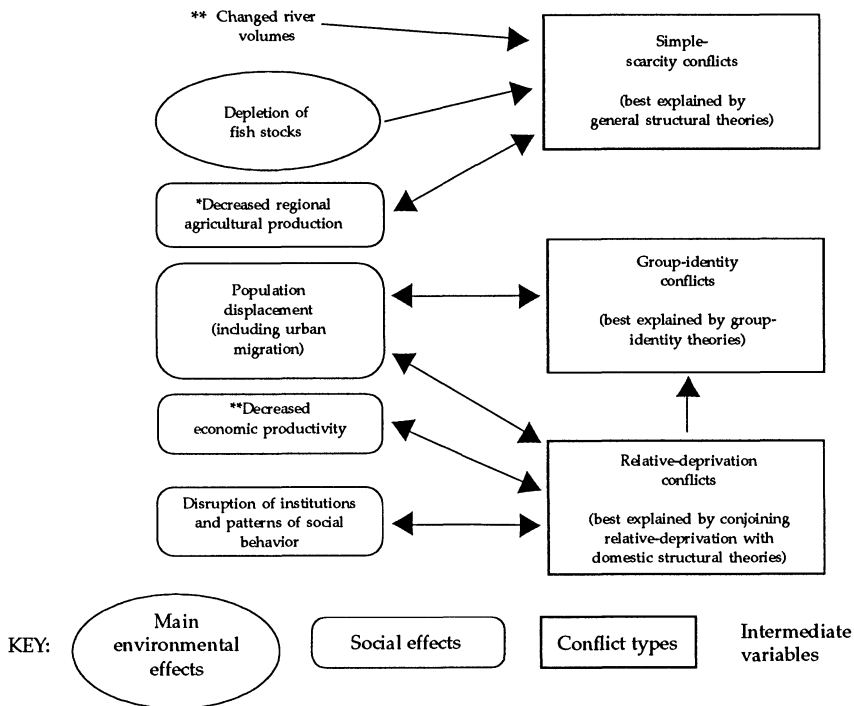 ** Changed river
volumes
Simple-
scarcity conflicts
(best explained by
general structural theories)
Depletion of
fish stocks
*Decreased regional
agricultural production
Population
displacement
(including urban
migration)
Group-identity
conflicts
(best explained by group-
identity theories)
**Decreased
economic productivity
Relative-deprivation
conflicts
(best explained by conjoining
relative-deprivation with
domestic structural theories)
Disruption of institutions
and patterns of social
behavior
KEY:
Main
environmental
effects
Social effects
Conflict types
Intermediate
variables